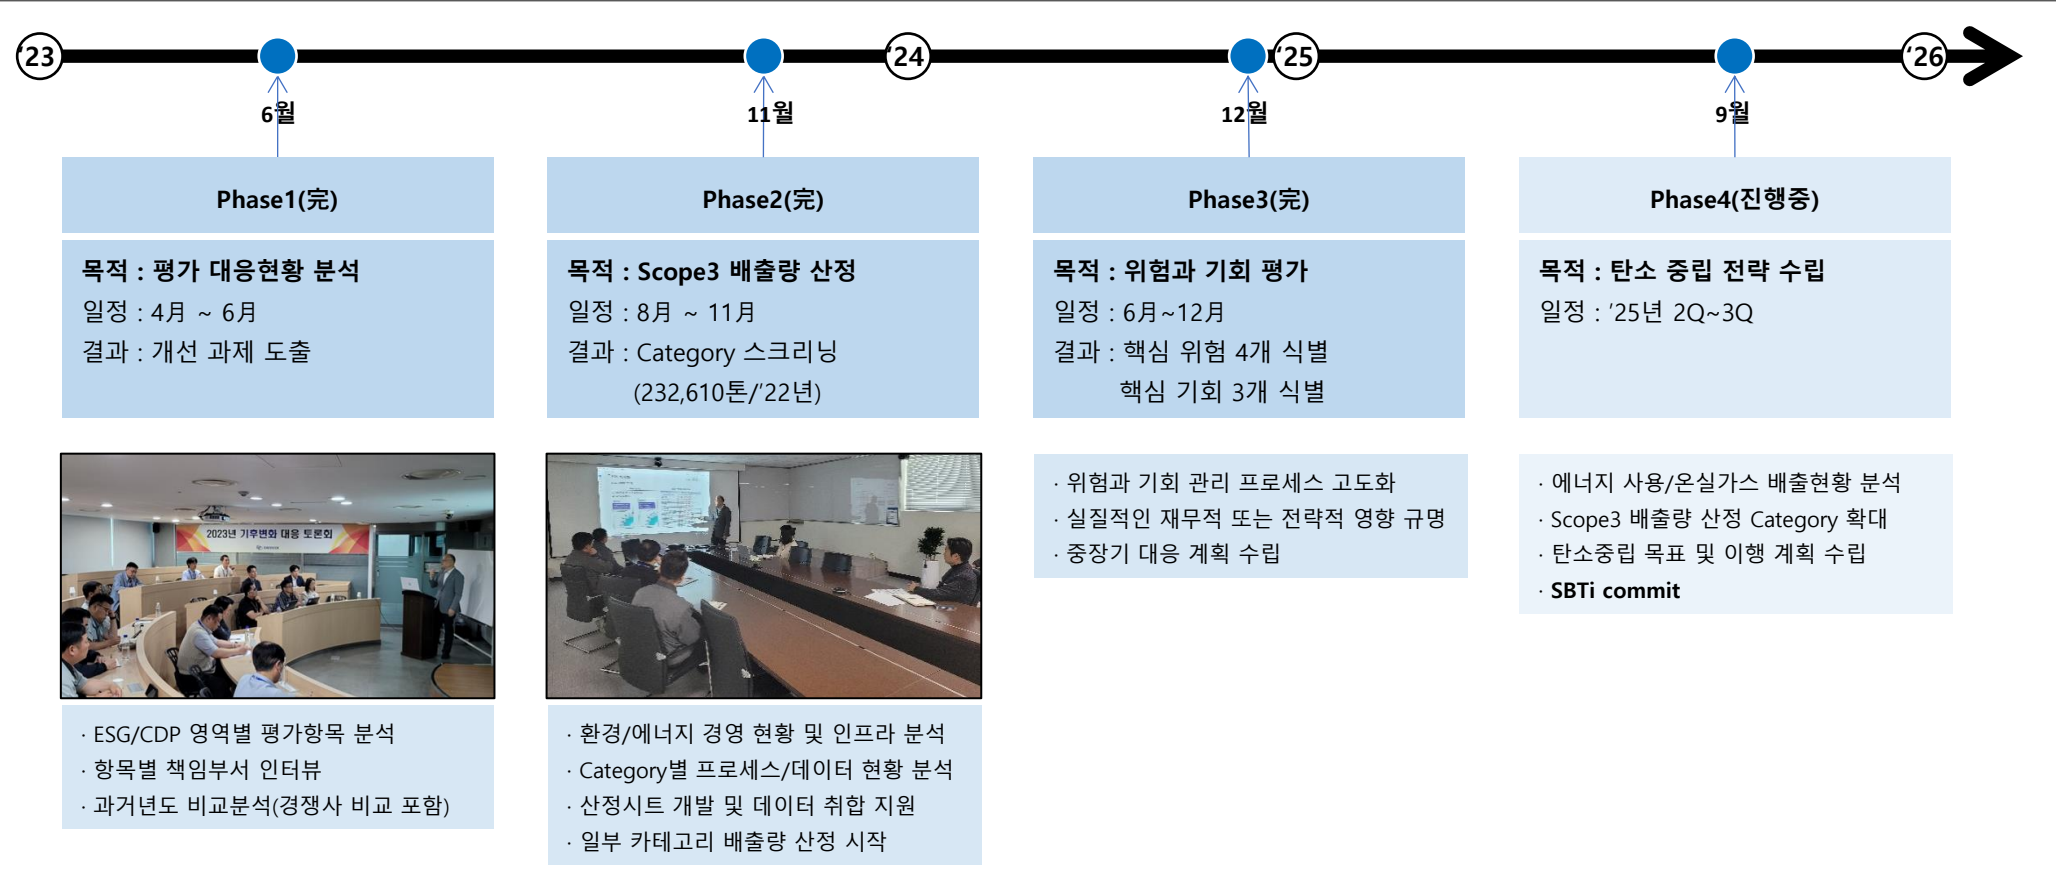 ‘23
‘24
‘25
‘26
6월
11월
12월
9월
Phase1(完)
목적 : 평가 대응현황 분석
일정 : 4月 ~ 6月
결과 : 개선 과제 도출
2023년 기후변화 대응 토론회
· ESG/CDP 영역별 평가항목 분석
· 항목별 책임부서 인터뷰
· 과거년도 비교분석(경쟁사 비교 포함)
Phase2(完)
목적 : Scope3 배출량 산정
일정 : 8月 ~ 11月
결과 : Category 스크리닝
(232,610톤/’22년)
· 환경/에너지 경영 현황 및 인프라 분석
· Category별 프로세스/데이터 현황 분석
· 산정시트 개발 및 데이터 취합 지원
· 일부 카테고리 배출량 산정 시작
Phase3(完)
목적 : 위험과 기회 평가
일정 : 6月~12月
결과 : 핵심 위험 4개 식별
핵심 기회 3개 식별
· 위험과 기회 관리 프로세스 고도화
· 실질적인 재무적 또는 전략적 영향 규명
· 중장기 대응 계획 수립
Phase4(진행중)
목적 : 탄소 중립 전략 수립
일정 : ’25년 2Q~3Q
· 에너지 사용/온실가스 배출현황 분석
· Scope3 배출량 산정 Category 확대
· 탄소중립 목표 및 이행 계획 수립
· SBTi commit